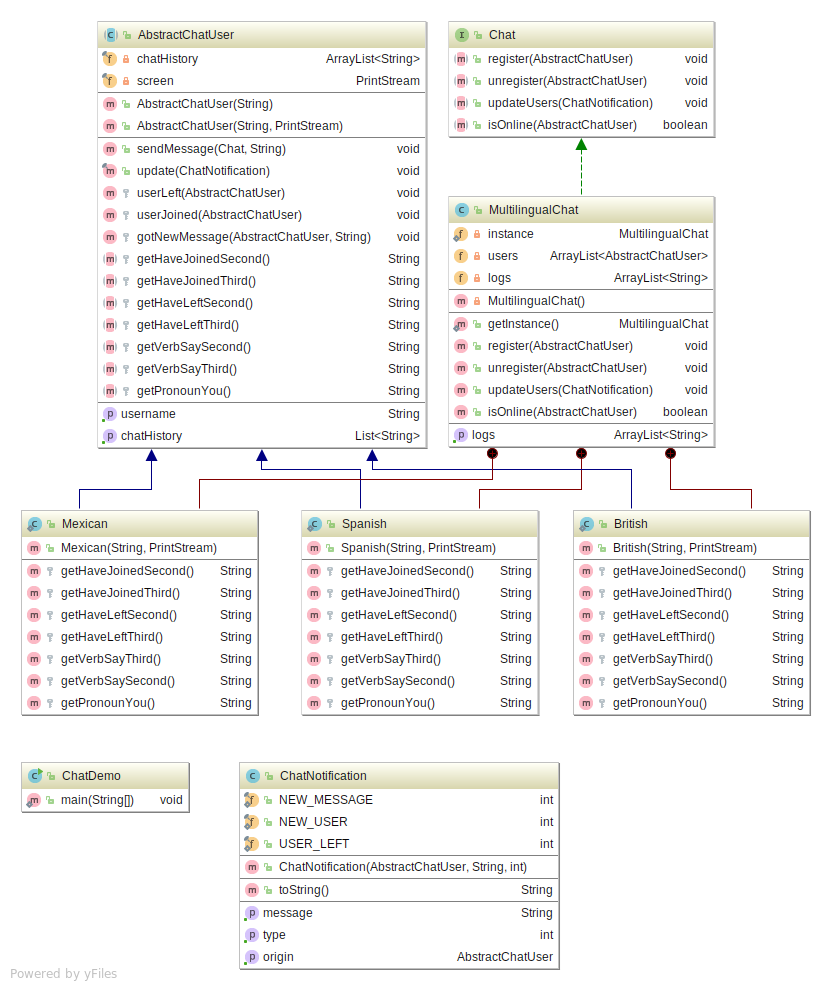 AbstractChatUser
chatHistory ArrayList<String>
screen PrintStream
AbstractChatUser(String)
AbstractChatUser(String, PrintStream)
sendMessage(Chat, String) void
update(ChatNotification) void
userLeft(AbstractChatUser) void
userJoined(AbstractChatUser) void
gotNewMessage(AbstractChatUser, String) void
getHaveJoinedSecond() String
getHaveJoinedThird() String
getHaveLeftSecond() String
getHaveLeftThird() String
getVerbSaySecond() String
getVerbSayThird() String
getPronounYou() String
username String
chatHistory List<String>
Chat
register(AbstractChatUser) void
unregister(AbstractChatUser) void
updateUsers(ChatNotification) void
isOnline(AbstractChatUser) boolean
MultilingualChat
instance MultilingualChat
users ArrayList<AbstractChatUser>
logs ArrayList<String>
MultilingualChat()
getInstance() MultilingualChat
register(AbstractChatUser) void
unregister(AbstractChatUser) void
updateUsers(ChatNotification) void
isOnline(AbstractChatUser) boolean
logs ArrayList<String>
Mexican
Mexican(String, PrintStream)
getHaveJoinedSecond() String
getHaveJoinedThird() String
getHaveLeftSecond() String
getHaveLeftThird() String
getVerbSayThird() String
getVerbSaySecond() String
getPronounYou() String
Spanish
Spanish(String, PrintStream)
getHaveJoinedSecond() String
getHaveJoinedThird() String
getHaveLeftSecond() String
getHaveLeftThird() String
getVerbSayThird() String
getVerbSaySecond() String
getPronounYou() String
British
British(String, PrintStream)
getHaveJoinedSecond() String
getHaveJoinedThird() String
getHaveLeftSecond() String
getHaveLeftThird() String
getVerbSayThird() String
getVerbSaySecond() String
getPronounYou() String
ChatDemo
main(String[]) void
ChatNotification
NEW_MESSAGE int
NEW_USER int
USER_LEFT int
ChatNotification(AbstractChatUser, String, int)
toString() String
message String
type int
origin AbstractChatUser
Powered by yFiles